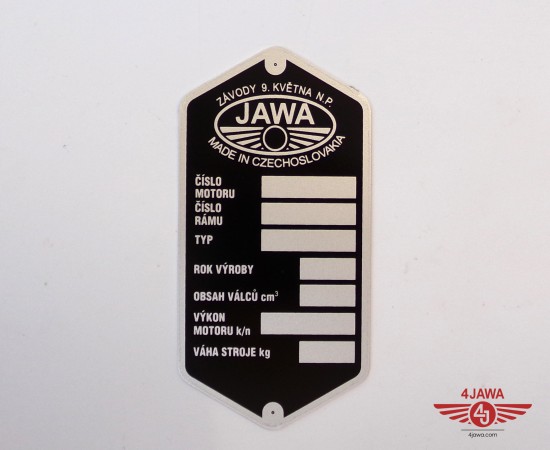 ZÁVODY 9. KVĚTNA N.P.
JAWA
MADE IN CZECHOSLOVAKIA
ČÍSLO
MOTORU
ČÍSLO
RÁMU
TYP
ROK VÝROBY
OBSAH VÁLCŮ cm³
VÝKON
MOTORU k/n
VÁHA STROJE kg
4JAWA
4J
4jawa.com